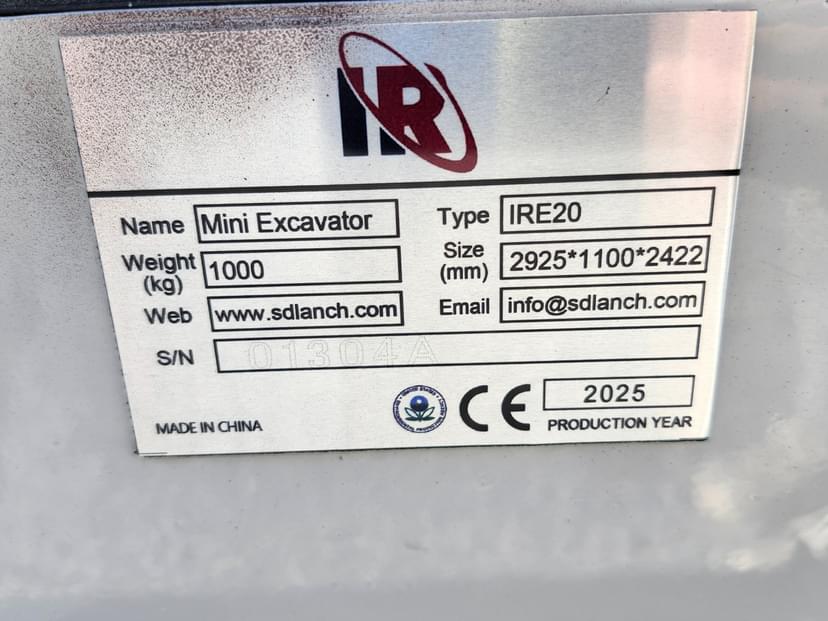 IR
Name Mini Excavator Type IRE20
Weight (kg) 1000 Size (mm) 2925*1100*2422
Web www.sdlanch.com Email info@sdlanch.com
S/N 01304A
MADE IN CHINA CE 2025
PRODUCTION YEAR